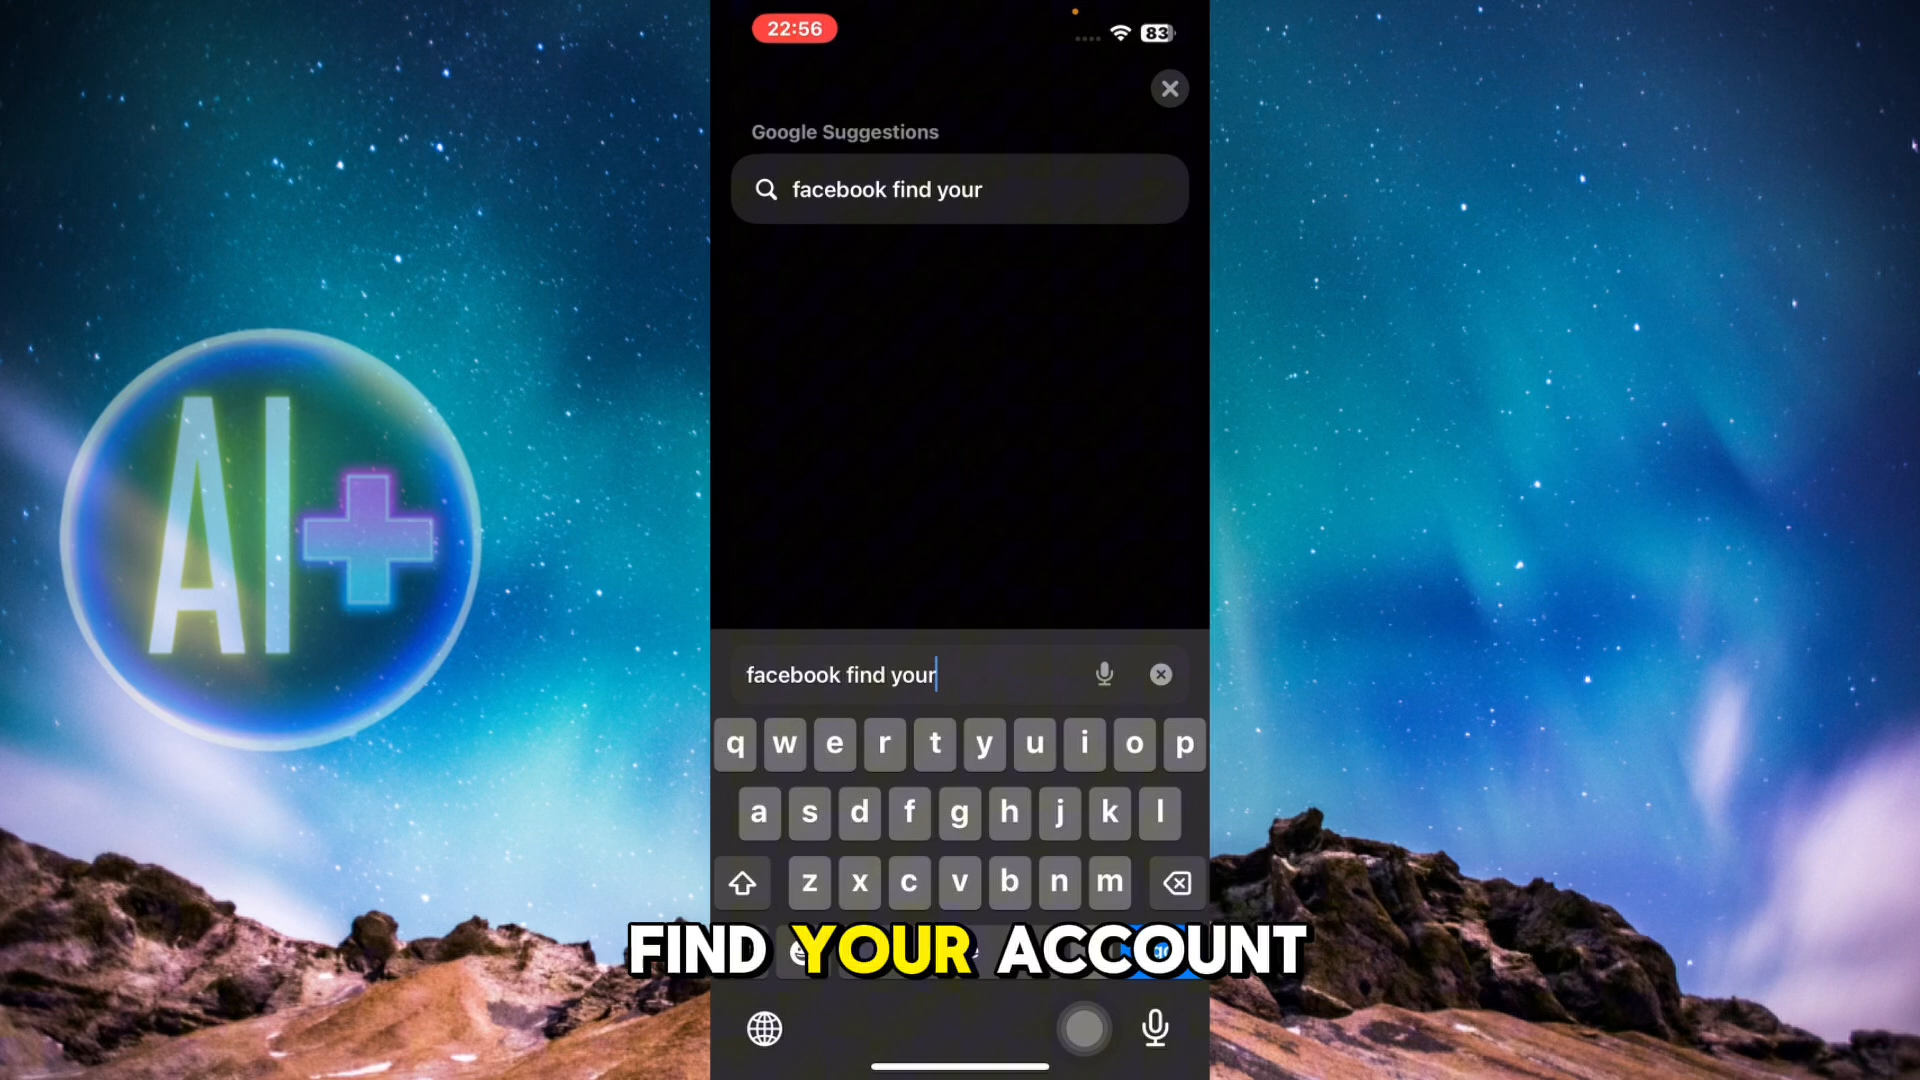 22:56
83
Google Suggestions
facebook find your
AI+
facebook find your
q w e r t y u i o p
a s d f g h j k l
z x c v b n m
FIND YOUR ACCOUNT